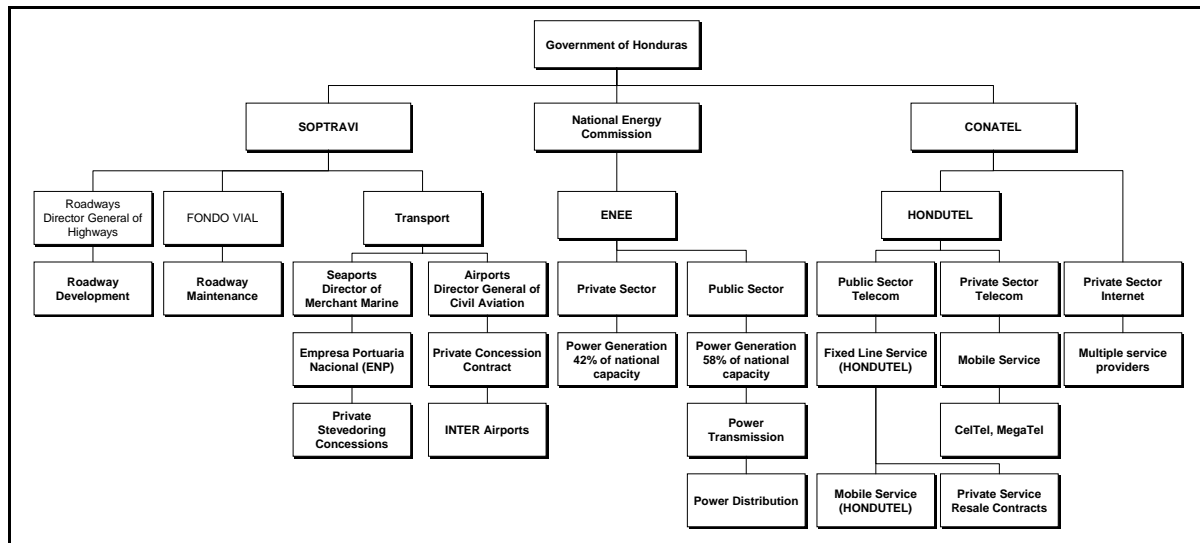 Government of Honduras
SOPTRAVI
National Energy
Commission
CONATEL
Roadways
Director General of
Highways
FONDO VIAL
Transport
ENEE
HONDUTEL
Roadway
Development
Roadway
Maintenance
Seaports
Director of
Merchant Marine
Airports
Director General of
Civil Aviation
Private Sector
Public Sector
Public Sector
Telecom
Private Sector
Telecom
Private Sector
Internet
Empresa Portuaria
Nacional (ENP)
Private Concession
Contract
Power Generation
42% of national
capacity
Power Generation
58% of national
capacity
Fixed Line Service
(HONDUTEL)
Mobile Service
Multiple service
providers
Private
Stevedoring
Concessions
INTER Airports
Power
Transmission
CelTel, MegaTel
Power Distribution
Mobile Service
(HONDUTEL)
Private Service
Resale Contracts